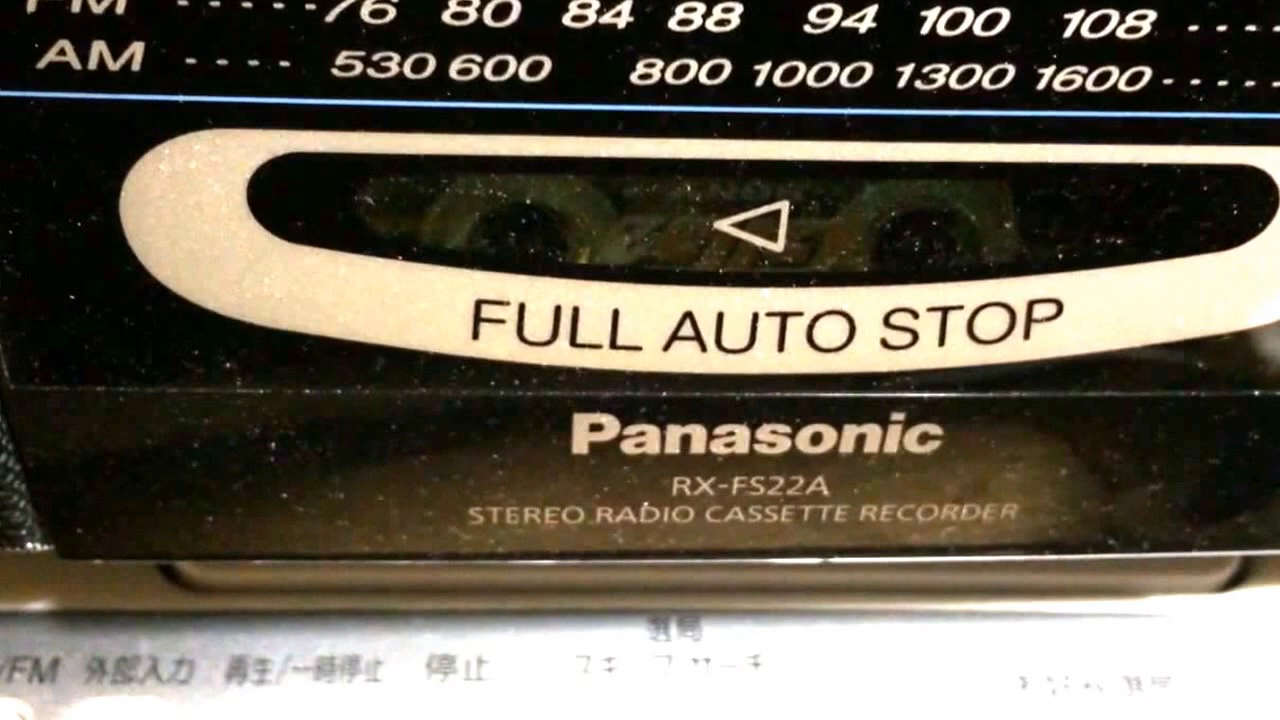 FM 76 80 84 88 94 100 108
AM 530 600 800 1000 1300 1600
FULL AUTO STOP
Panasonic
RX-FS22A
STEREO RADIO CASSETTE RECORDER
選局
/FM 外部入力 再生/一時停止 停止